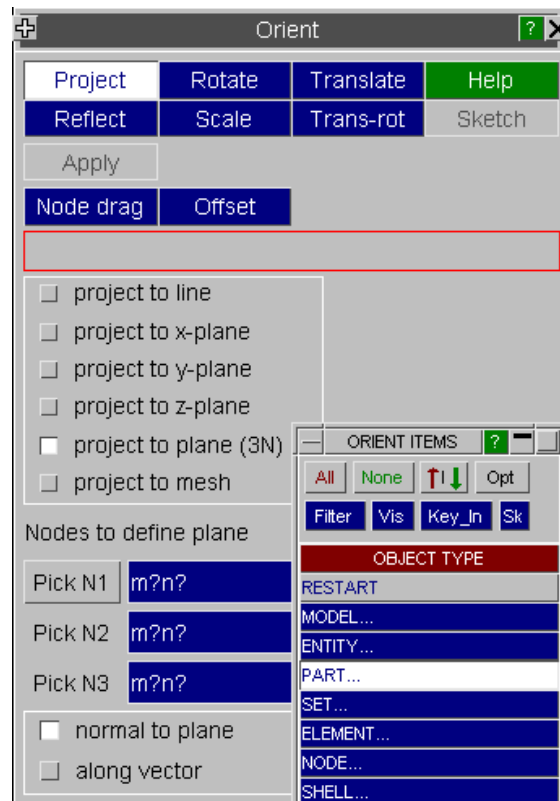 Orient ? X
Project Rotate Translate Help
Reflect Scale Trans-rot Sketch
Apply
Node drag Offset
project to line
project to x-plane
project to y-plane
project to z-plane
project to plane (3N)
project to mesh
Nodes to define plane
Pick N1 m?n?
Pick N2 m?n?
Pick N3 m?n?
normal to plane
along vector
ORIENT ITEMS ?
All None Opt
Filter Vis Key_In Sk
OBJECT TYPE
RESTART
MODEL...
ENTITY...
PART...
SET...
ELEMENT...
NODE...
SHELL...